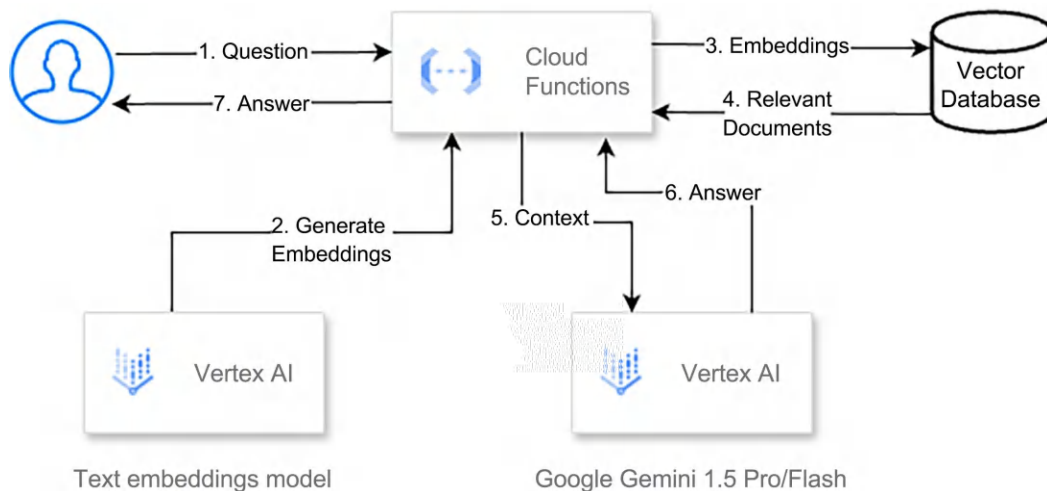 1. Question
Cloud
Functions
3. Embeddings
Vector
Database
7. Answer
4. Relevant
Documents
6. Answer
2. Generate
Embeddings
5. Context
Vertex AI
Vertex AI
Text embeddings model
Google Gemini 1.5 Pro/Flash